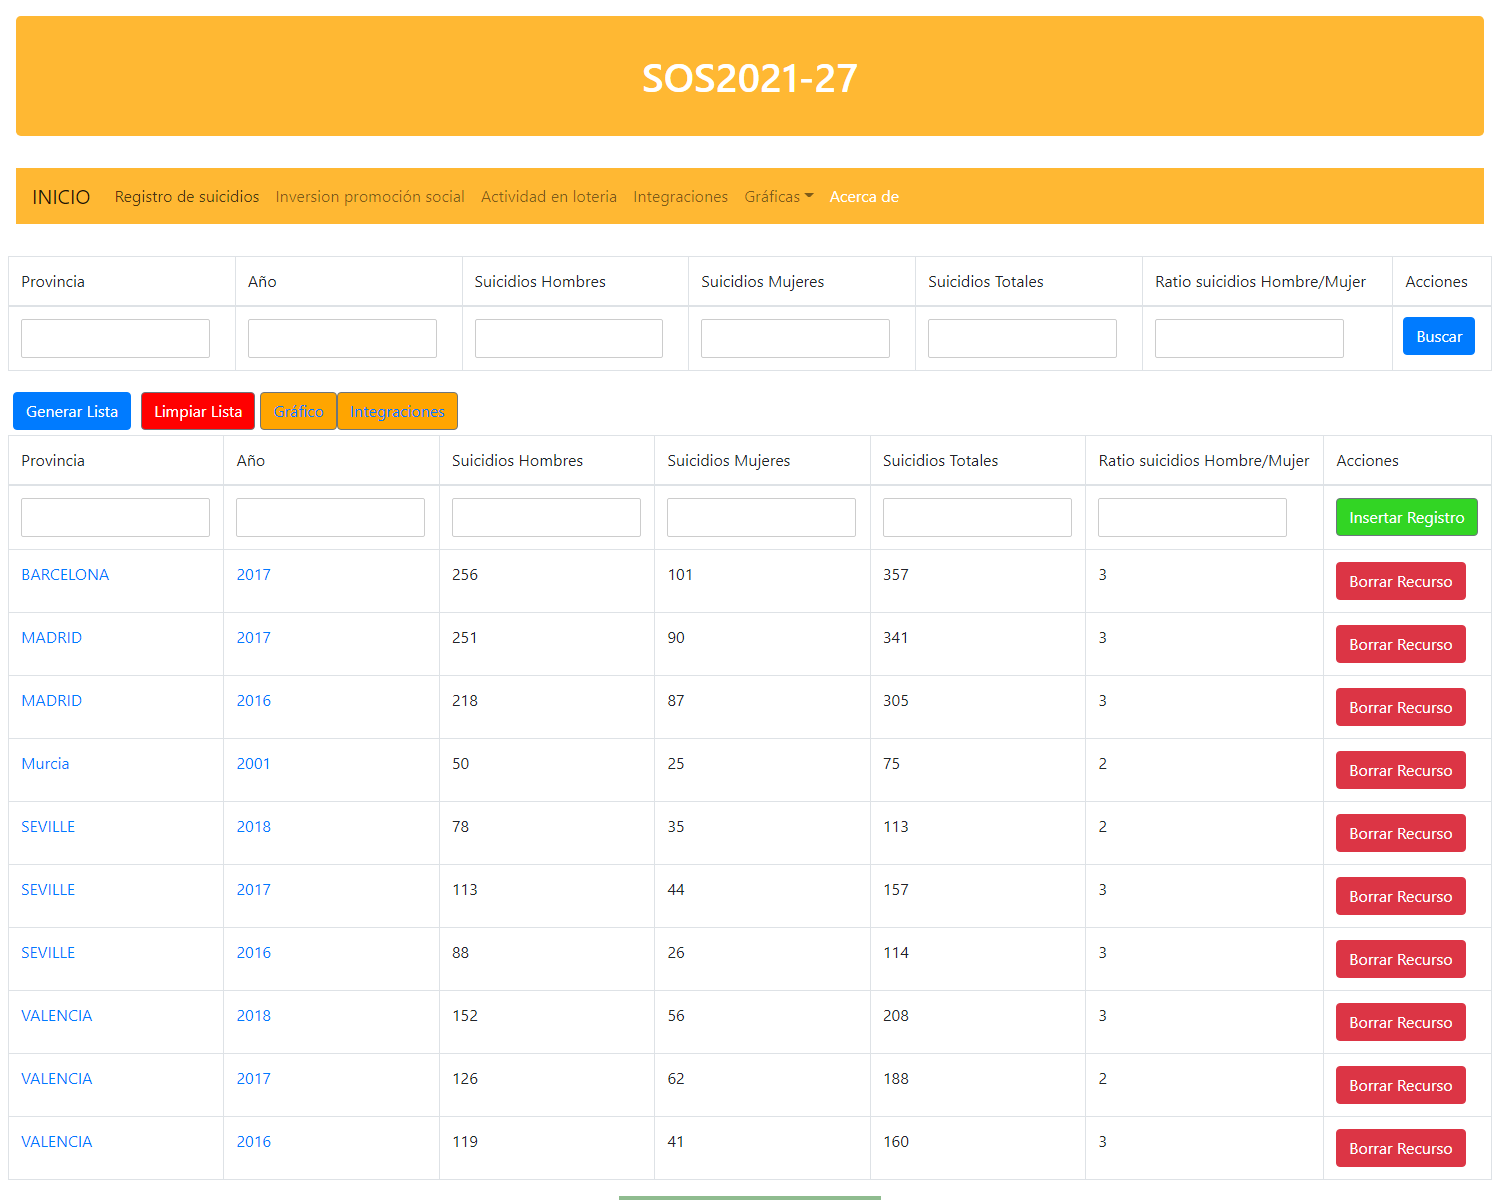 SOS2021-27
INICIO Registro de suicidios Inversion promoción social Actividad en loteria Integraciones Gráficas Acerca de
Provincia Año Suicidios Hombres Suicidios Mujeres Suicidios Totales Ratio suicidios Hombre/Mujer Acciones
Buscar
Generar Lista Limpiar Lista Gráfico Integraciones
Provincia Año Suicidios Hombres Suicidios Mujeres Suicidios Totales Ratio suicidios Hombre/Mujer Acciones
Insertar Registro
BARCELONA 2017 256 101 357 3 Borrar Recurso
MADRID 2017 251 90 341 3 Borrar Recurso
MADRID 2016 218 87 305 3 Borrar Recurso
Murcia 2001 50 25 75 2 Borrar Recurso
SEVILLE 2018 78 35 113 2 Borrar Recurso
SEVILLE 2017 113 44 157 3 Borrar Recurso
SEVILLE 2016 88 26 114 3 Borrar Recurso
VALENCIA 2018 152 56 208 3 Borrar Recurso
VALENCIA 2017 126 62 188 2 Borrar Recurso
VALENCIA 2016 119 41 160 3 Borrar Recurso